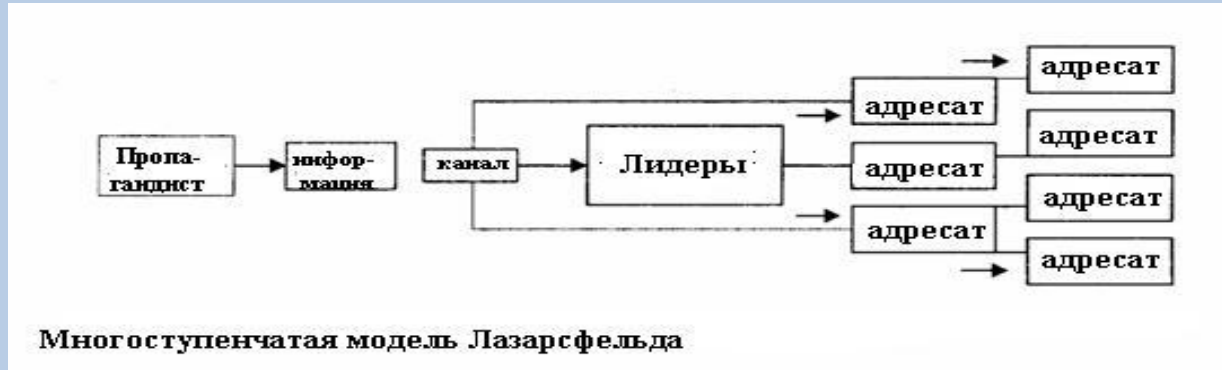 Пропа-
гандист
инфор-
мация
канал
Лидеры
адресат
адресат
адресат
адресат
адресат
адресат
адресат
Многоступенчатая модель Лазарсфельда